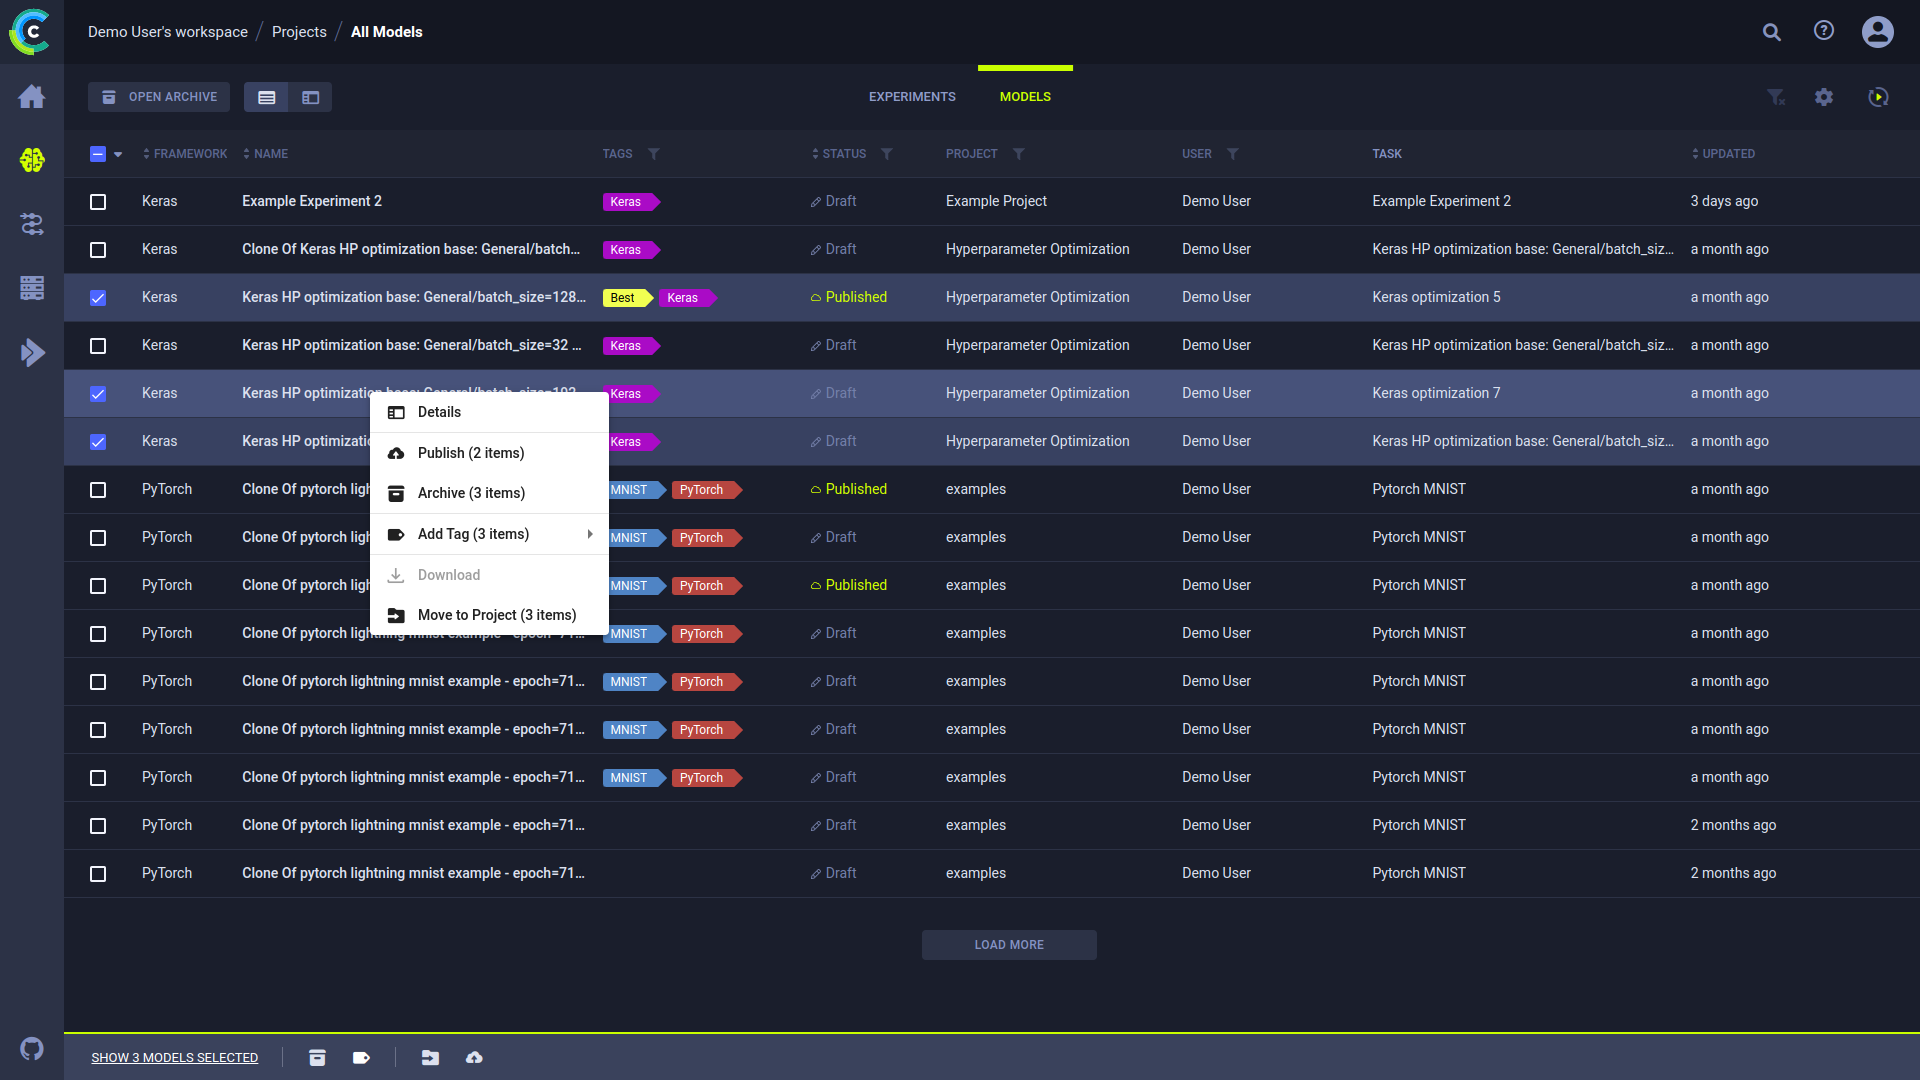 Demo User's workspace / Projects / All Models
OPEN ARCHIVE
EXPERIMENTS
MODELS
FRAMEWORK NAME TAGS STATUS PROJECT USER TASK UPDATED
Keras Example Experiment 2 Keras Draft Example Project Demo User Example Experiment 2 3 days ago
Keras Clone Of Keras HP optimization base: General/batch... Keras Draft Hyperparameter Optimization Demo User Keras HP optimization base: General/batch_siz... a month ago
Keras Keras HP optimization base: General/batch_size=128... Best Keras Published Hyperparameter Optimization Demo User Keras optimization 5 a month ago
Keras Keras HP optimization base: General/batch_size=32 ... Keras Draft Hyperparameter Optimization Demo User Keras HP optimization base: General/batch_siz... a month ago
Keras Keras HP optimization base: General/batch_size=192... Keras Draft Hyperparameter Optimization Demo User Keras optimization 7 a month ago
Keras Keras HP Keras Draft Hyperparameter Optimization Demo User Keras HP optimization base: General/batch_siz... a month ago
PyTorch Clone Of pytorch MNIST PyTorch Published examples Demo User Pytorch MNIST a month ago
PyTorch Clone Of pytorch MNIST PyTorch Draft examples Demo User Pytorch MNIST a month ago
PyTorch Clone Of pytorch MNIST PyTorch Published examples Demo User Pytorch MNIST a month ago
PyTorch Clone Of pytorch lightning mnist example - epoch=71... MNIST PyTorch Draft examples Demo User Pytorch MNIST a month ago
PyTorch Clone Of pytorch lightning mnist example - epoch=71... MNIST PyTorch Draft examples Demo User Pytorch MNIST a month ago
PyTorch Clone Of pytorch lightning mnist example - epoch=71... MNIST PyTorch Draft examples Demo User Pytorch MNIST a month ago
PyTorch Clone Of pytorch lightning mnist example - epoch=71... MNIST PyTorch Draft examples Demo User Pytorch MNIST a month ago
PyTorch Clone Of pytorch lightning mnist example - epoch=71... Draft examples Demo User Pytorch MNIST 2 months ago
PyTorch Clone Of pytorch lightning mnist example - epoch=71... Draft examples Demo User Pytorch MNIST 2 months ago
Details
Publish (2 items)
Archive (3 items)
Add Tag (3 items)
Download
Move to Project (3 items)
LOAD MORE
SHOW 3 MODELS SELECTED